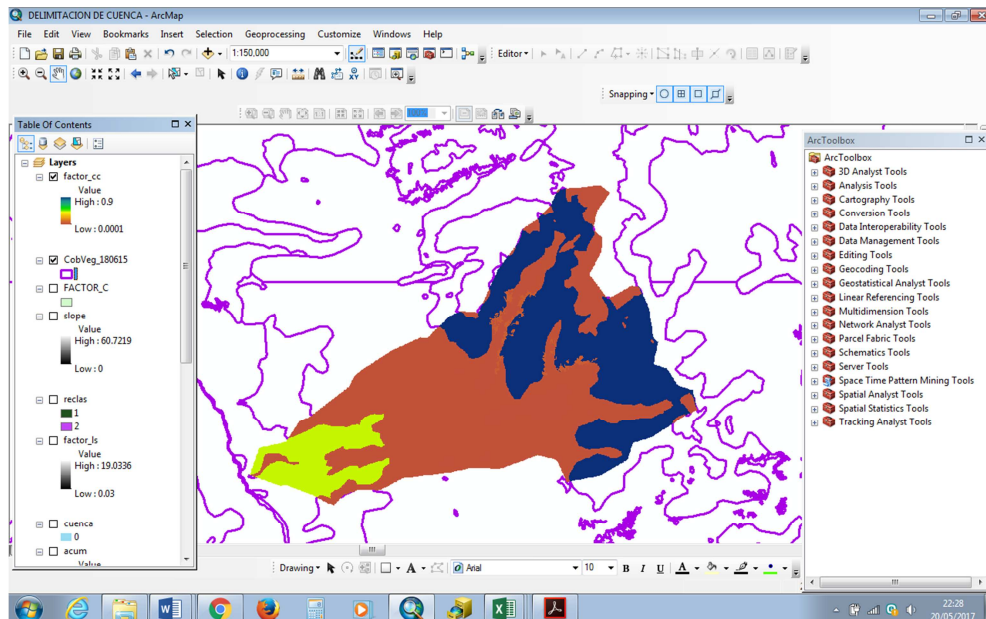 DELIMITACION DE CUENCA - ArcMap
File Edit View Bookmarks Insert Selection Geoprocessing Customize Windows Help
1:150,000 Editor
Snapping
Table Of Contents
Layers
factor_cc
Value
High : 0.9
Low : 0.0001
CobVeg_180615
FACTOR_C
slope
Value
High : 60.7219
Low : 0
reclas
1
2
factor_ls
Value
High : 19.0336
Low : 0.03
cuenca
0
acum
Value
ArcToolbox
ArcToolbox
3D Analyst Tools
Analysis Tools
Cartography Tools
Conversion Tools
Data Interoperability Tools
Data Management Tools
Editing Tools
Geocoding Tools
Geostatistical Analyst Tools
Linear Referencing Tools
Multidimension Tools
Network Analyst Tools
Parcel Fabric Tools
Schematics Tools
Server Tools
Space Time Pattern Mining Tools
Spatial Analyst Tools
Spatial Statistics Tools
Tracking Analyst Tools
Drawing A Arial 10 B I U A
22:28
20/05/2017